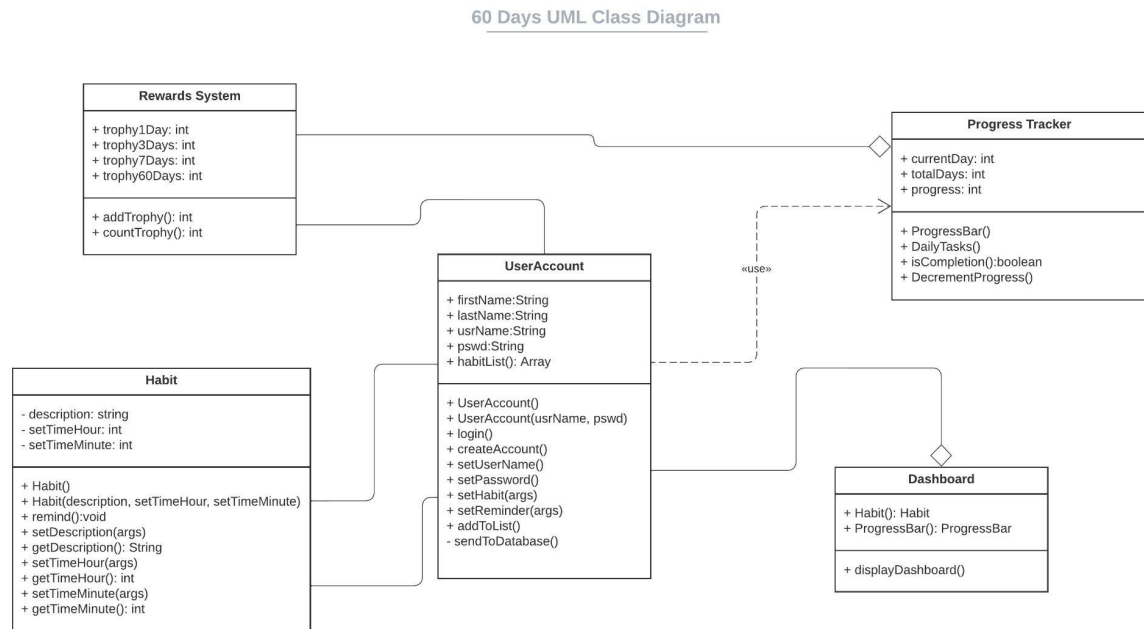 60 Days UML Class Diagram
Rewards System
+ trophy1Day: int
+ trophy3Days: int
+ trophy7Days: int
+ trophy60Days: int
+ addTrophy(): int
+ countTrophy(): int
Progress Tracker
+ currentDay: int
+ totalDays: int
+ progress: int
+ ProgressBar()
+ DailyTasks()
+ isCompletion():boolean
+ DecrementProgress()
UserAccount
+ firstName:String
+ lastName:String
+ usrName:String
+ pswd:String
+ habitList(): Array
+ UserAccount()
+ UserAccount(usrName, pswd)
+ login()
+ createAccount()
+ setUserName()
+ setPassword()
+ setHabit(args)
+ setReminder(args)
+ addToList()
- sendToDatabase()
«use»
Habit
- description: string
- setTimeHour: int
- setTimeMinute: int
+ Habit()
+ Habit(description, setTimeHour, setTimeMinute)
+ remind():void
+ setDescription(args)
+ getDescription(): String
+ setTimeHour(args)
+ getTimeHour(): int
+ setTimeMinute(args)
+ getTimeMinute(): int
Dashboard
+ Habit(): Habit
+ ProgressBar(): ProgressBar
+ displayDashboard()